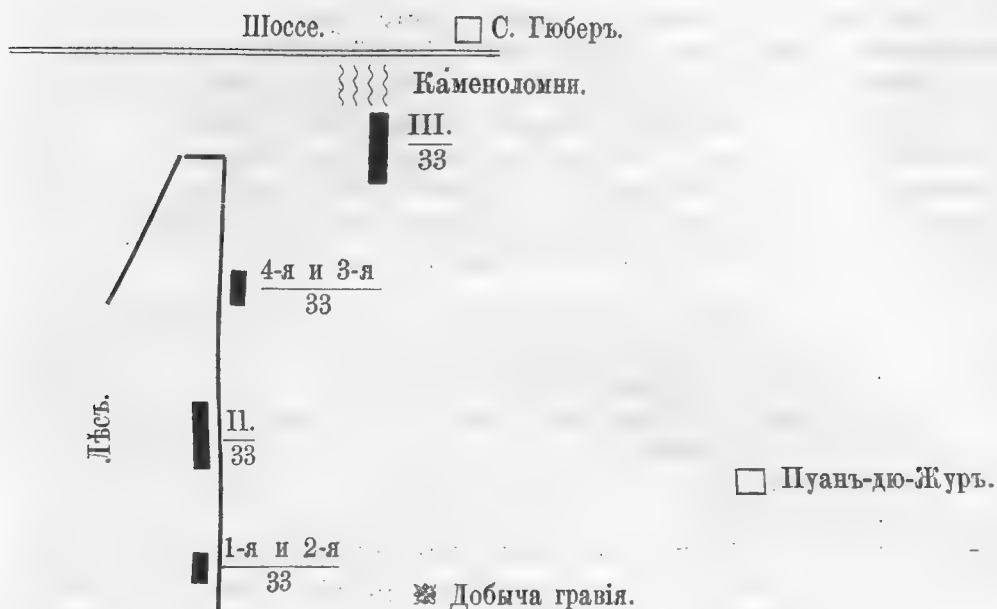 Шоссе. С. Гюберъ.
Каменоломни.
III.
33
4-я и 3-я
33
Лѣсъ.
II.
33
Пуанъ-дю-Журъ.
1-я и 2-я
33
Добыча гравія.